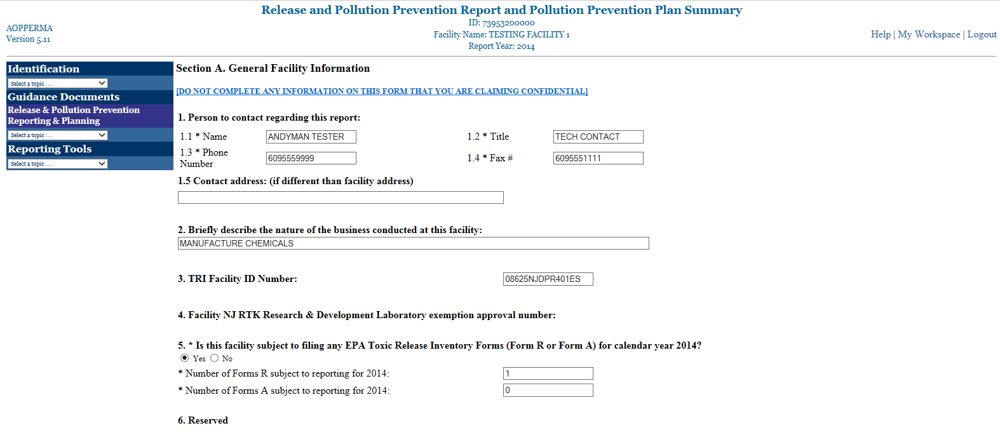 Release and Pollution Prevention Report and Pollution Prevention Plan Summary
ID: 73953200000
Facility Name: TESTING FACILITY 1
Report Year: 2014
AOPPERMA
Version 5.11
Help | My Workspace | Logout
Identification
Select a topic . . .
Guidance Documents
Release & Pollution Prevention
Reporting & Planning
Select a topic . . .
Reporting Tools
Select a topic . . .
Section A. General Facility Information
[DO NOT COMPLETE ANY INFORMATION ON THIS FORM THAT YOU ARE CLAIMING CONFIDENTIAL]
1. Person to contact regarding this report:
1.1 * Name ANDYMAN TESTER 1.2 * Title TECH CONTACT
1.3 * Phone
Number 6095559999 1.4 * Fax # 6095551111
1.5 Contact address: (if different than facility address)
2. Briefly describe the nature of the business conducted at this facility:
MANUFACTURE CHEMICALS
3. TRI Facility ID Number: 08625NJDPR401ES
4. Facility NJ RTK Research & Development Laboratory exemption approval number:
5. * Is this facility subject to filing any EPA Toxic Release Inventory Forms (Form R or Form A) for calendar year 2014?
Yes No
* Number of Forms R subject to reporting for 2014: 1
* Number of Forms A subject to reporting for 2014: 0
6. Reserved